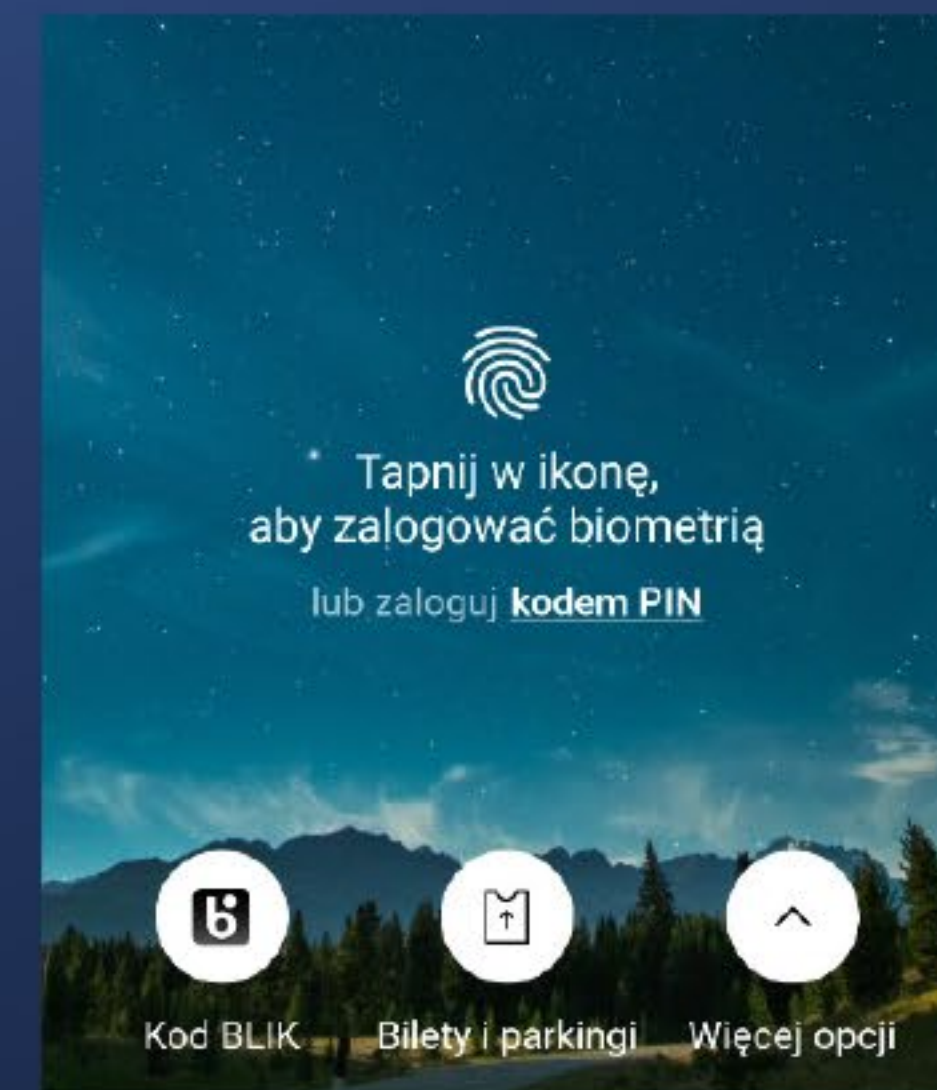 Tapnij w ikonę,
aby zalogować biometrią
lub zaloguj kodem PIN
Kod BLIK
Bilety i parkingi
Więcej opcji